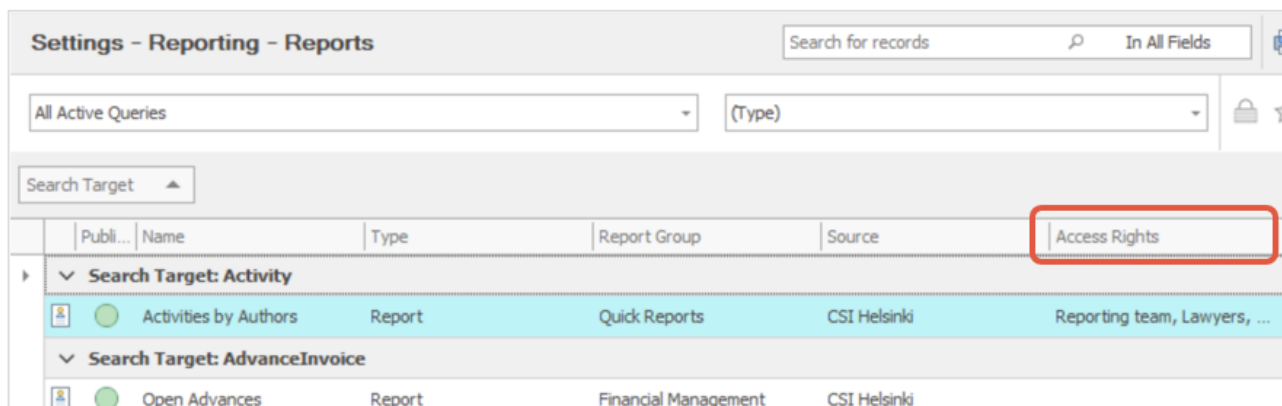 Settings - Reporting - Reports
Search for records In All Fields
All Active Queries (Type)
Search Target
Publi... Name Type Report Group Source Access Rights
Search Target: Activity
Activities by Authors Report Quick Reports CSI Helsinki Reporting team, Lawyers, ...
Search Target: AdvanceInvoice
Open Advances Report Financial Management CSI Helsinki